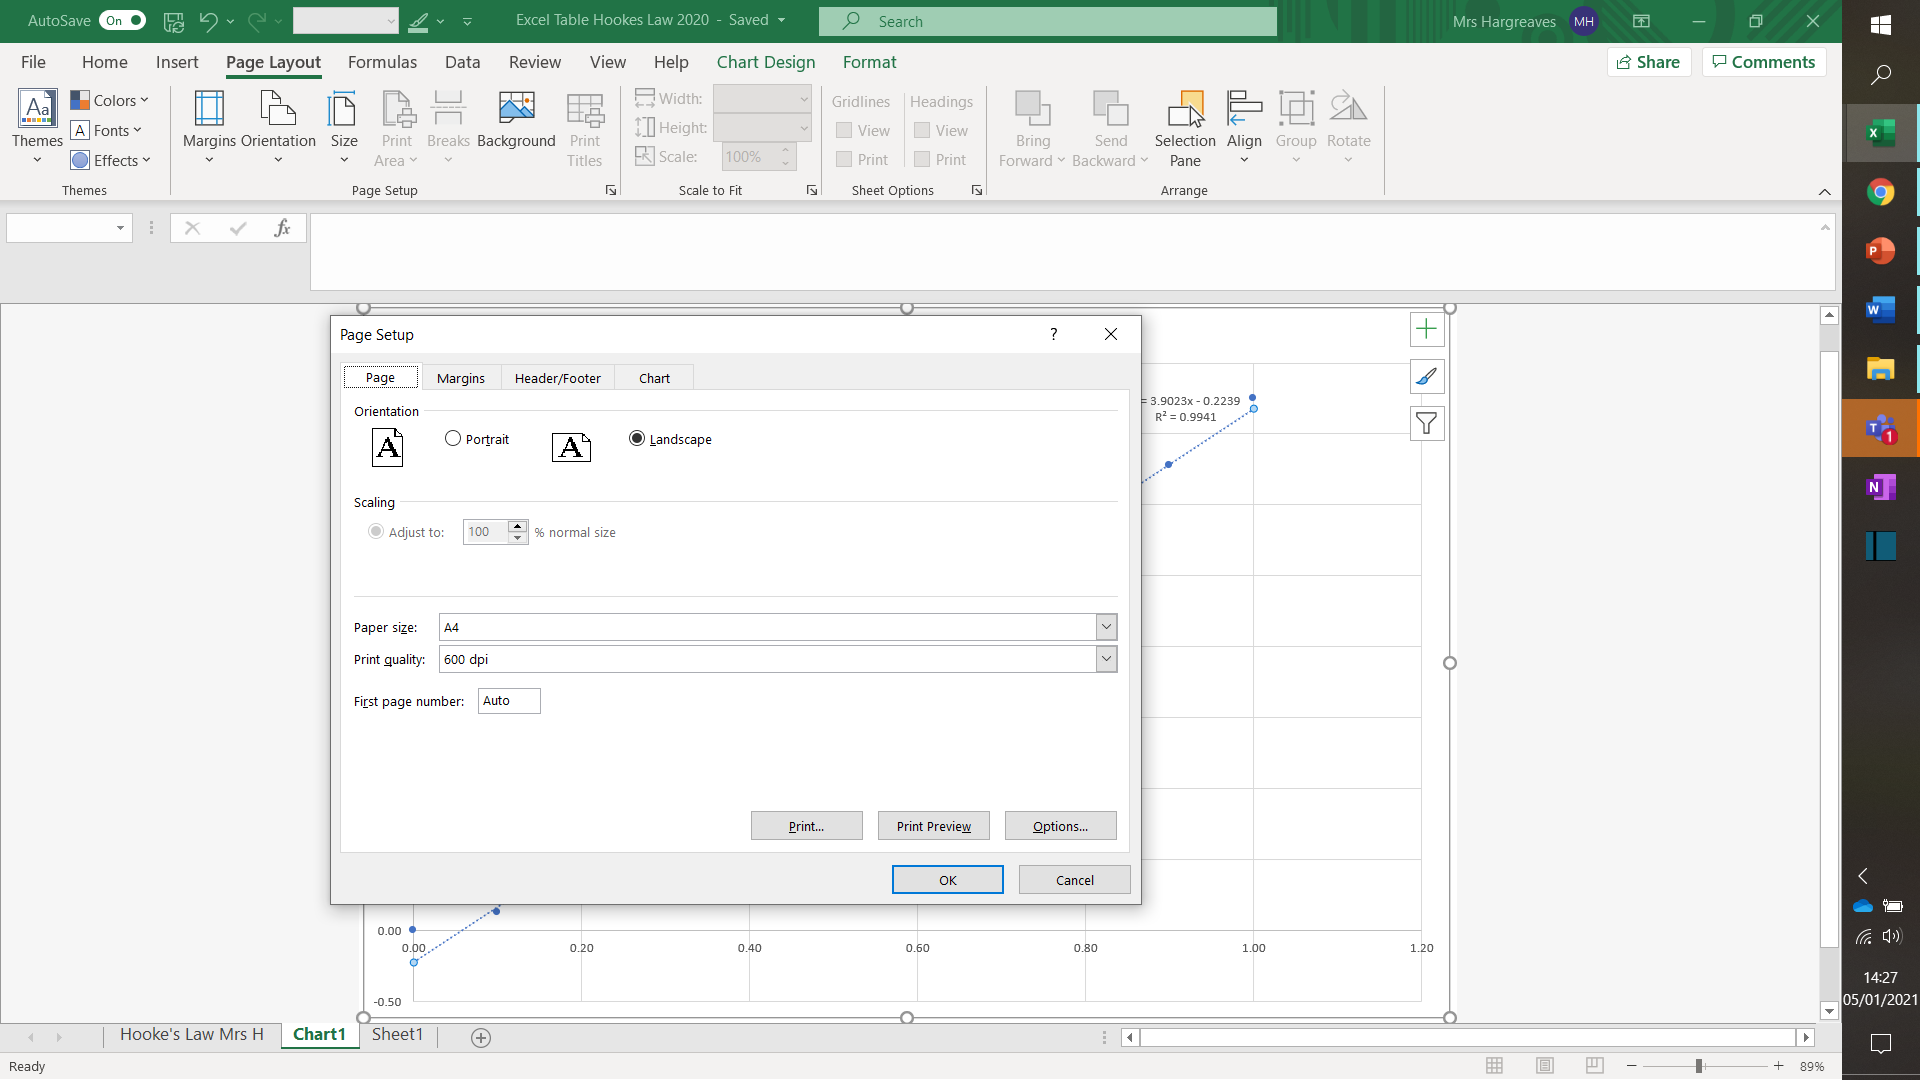 AutoSave On
Excel Table Hookes Law 2020 - Saved
Search
Mrs Hargreaves MH
File Home Insert Page Layout Formulas Data Review View Help Chart Design Format
Share Comments
Aa Themes
Colors
Fonts
Effects
Themes
Margins Orientation Size Print Area Breaks Background Print Titles
Page Setup
Width:
Height:
Scale: 100%
Scale to Fit
Gridlines Headings
View View
Print Print
Sheet Options
Bring Forward Send Backward Selection Pane Align Group Rotate
Arrange
fx
Page Setup ?
Page Margins Header/Footer Chart
Orientation
A Portrait A Landscape
Scaling
Adjust to: 100 % normal size
Paper size: A4
Print quality: 600 dpi
First page number: Auto
Print... Print Preview Options...
OK Cancel
= 3.9023x - 0.2239
R² = 0.9941
0.00
0.00 0.20 0.40 0.60 0.80 1.00 1.20
-0.50
Hooke's Law Mrs H Chart1 Sheet1
Ready
89%
1
14:27
05/01/2021